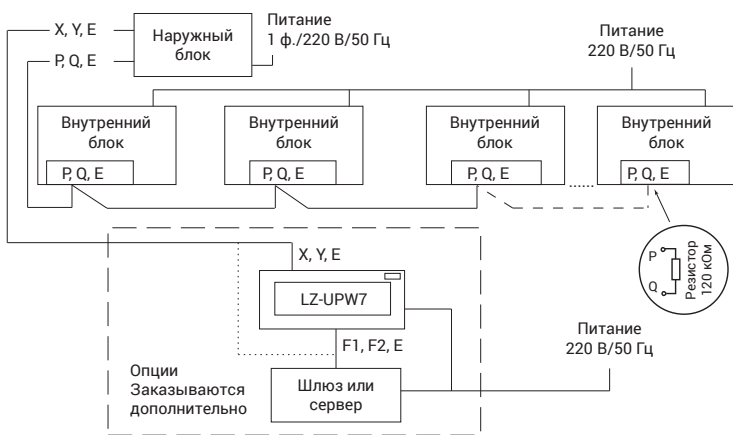 X, Y, E
P, Q, E
Наружный
блок
Питание
1 ф./220 В/50 Гц
Питание
220 В/50 Гц
Внутренний
блок
P, Q, E
Внутренний
блок
P, Q, E
Внутренний
блок
P, Q, E
Внутренний
блок
P, Q, E
P
Q
Резистор
120 кОм
X, Y, E
LZ-UPW7
F1, F2, E
Шлюз или
сервер
Опции
Заказываются
дополнительно
Питание
220 В/50 Гц